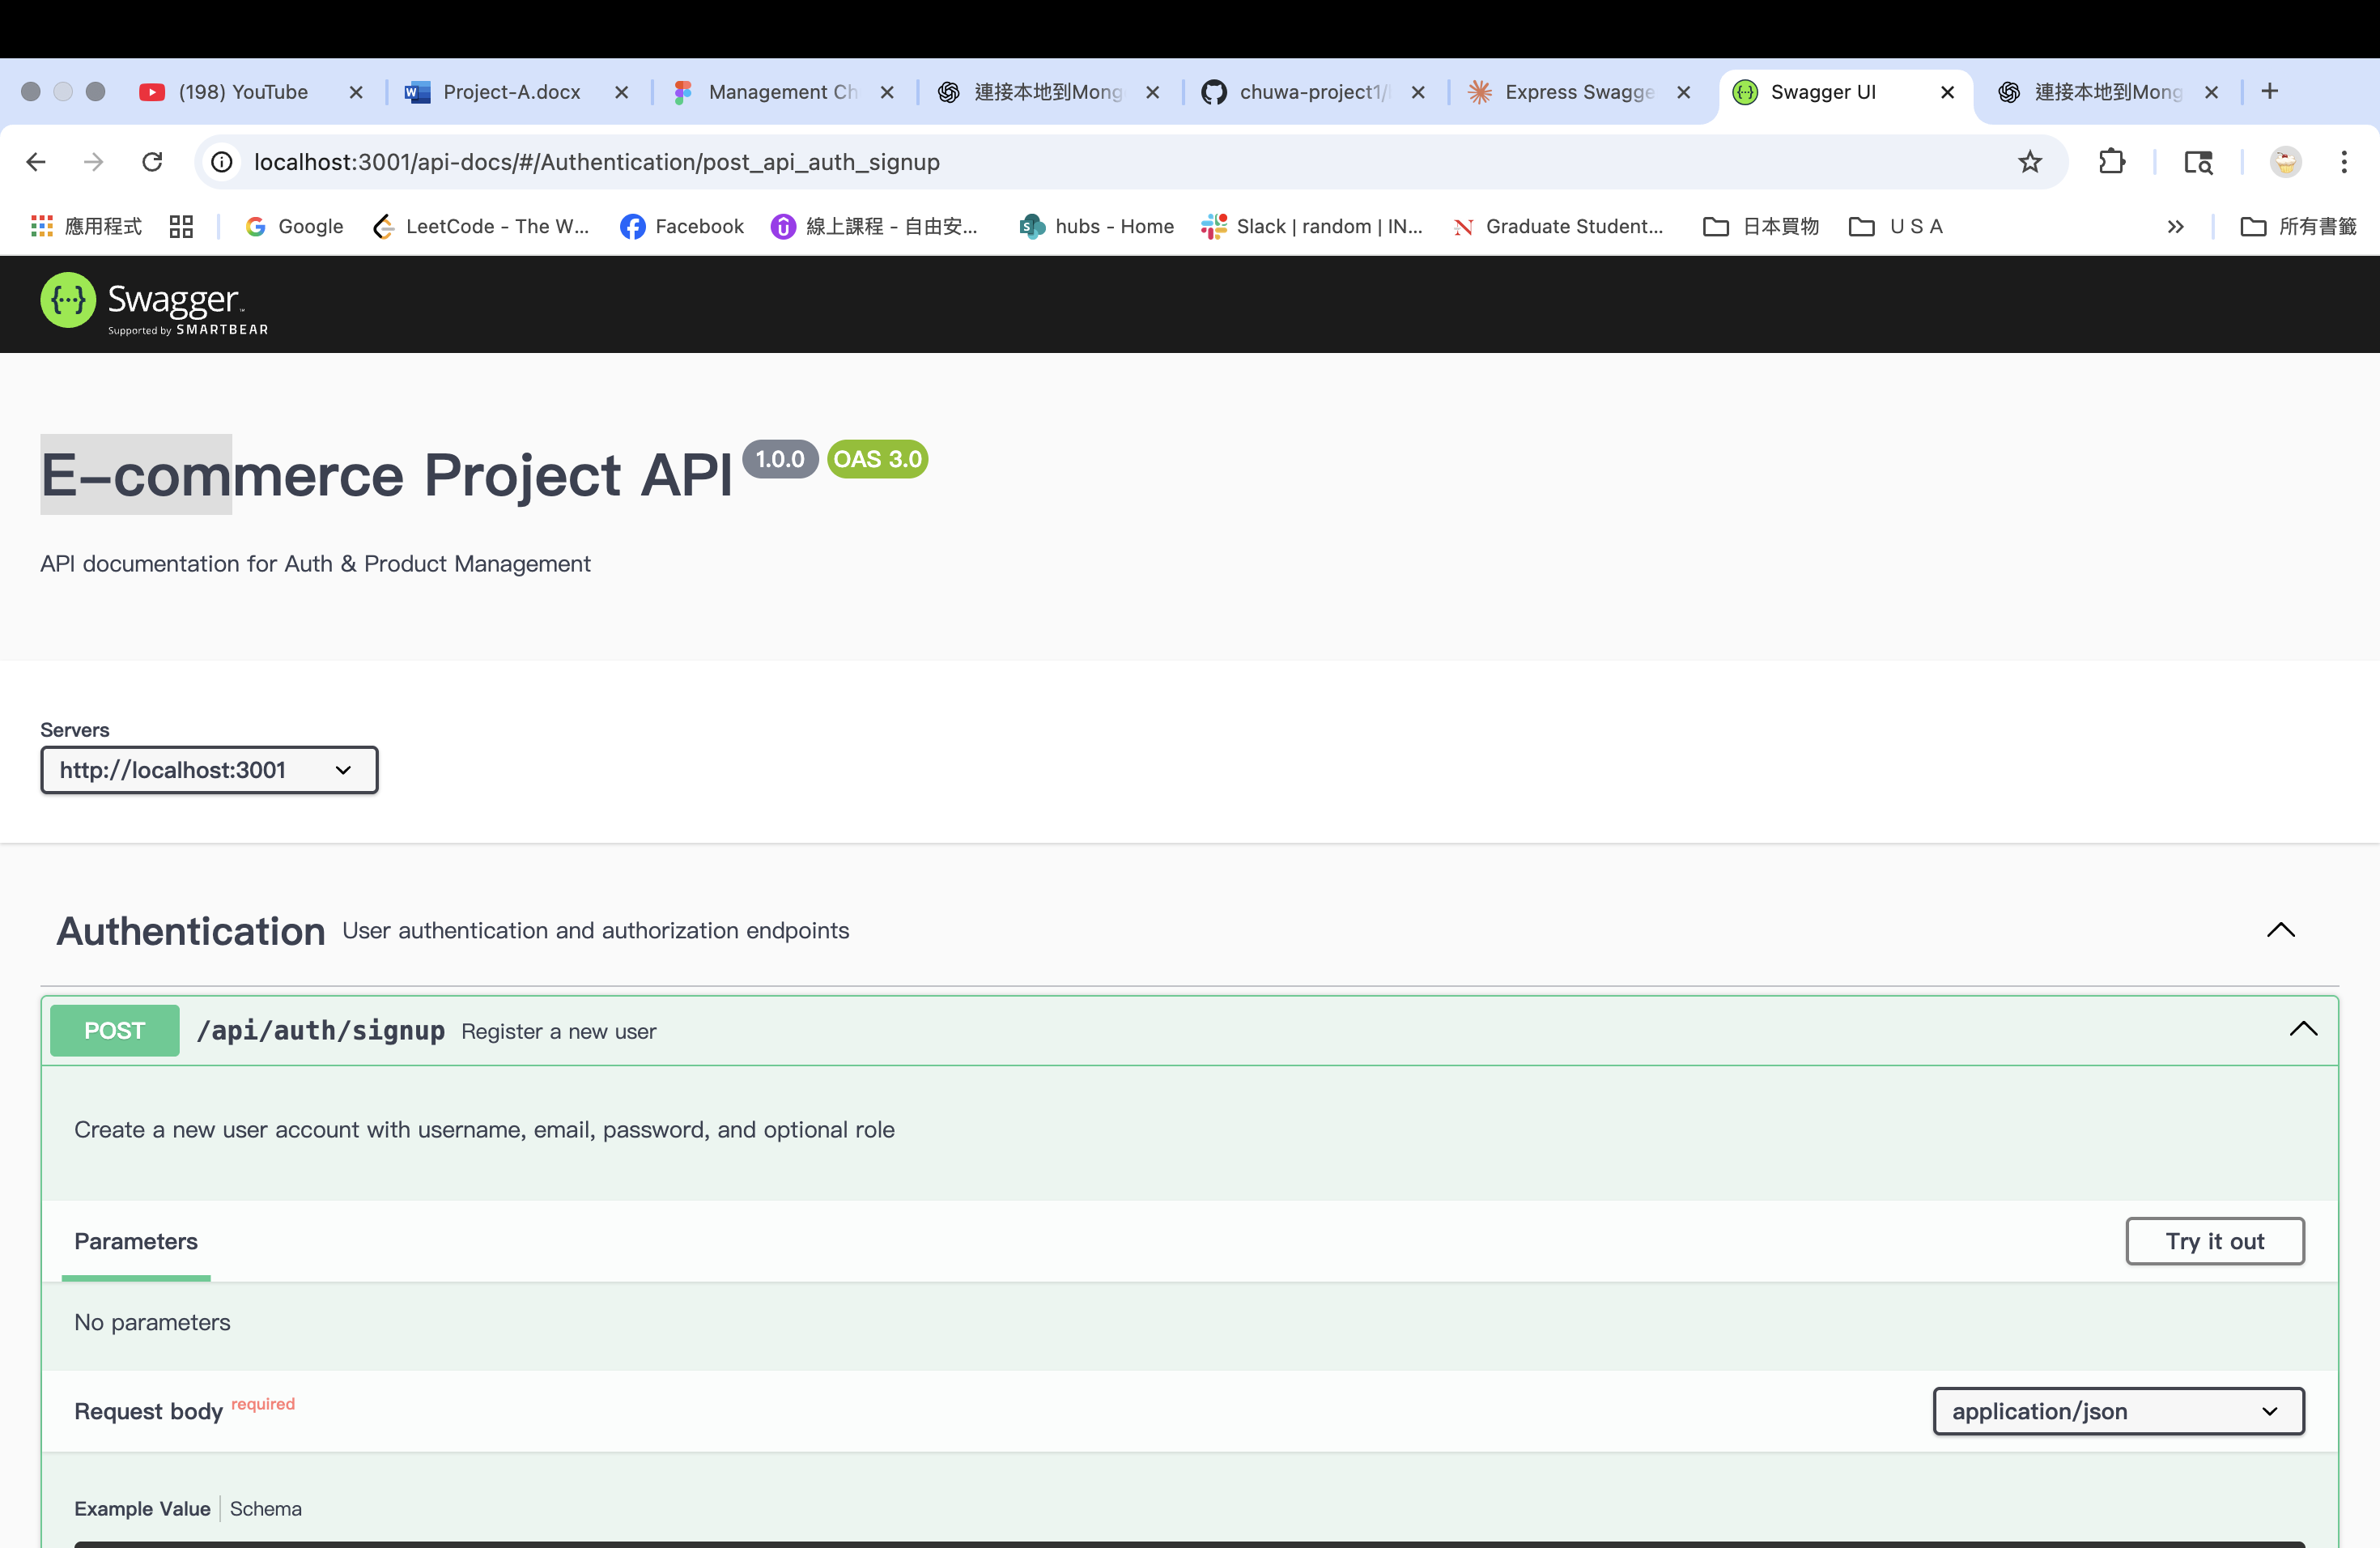 (198) YouTube
Project-A.docx
Management Ch
連接本地到Mong
chuwa-project1/
Express Swagge
Swagger UI
連接本地到Mong
localhost:3001/api-docs/#/Authentication/post_api_auth_signup
應用程式
Google
LeetCode - The W...
Facebook
線上課程 - 自由安...
hubs - Home
Slack | random | IN...
Graduate Student...
日本買物
U S A
所有書籤
Swagger
Supported by SMARTBEAR
E-commerce Project API 1.0.0 OAS 3.0
API documentation for Auth & Product Management
Servers
http://localhost:3001
Authentication User authentication and authorization endpoints
POST /api/auth/signup Register a new user
Create a new user account with username, email, password, and optional role
Parameters
Try it out
No parameters
Request body required
application/json
Example Value | Schema